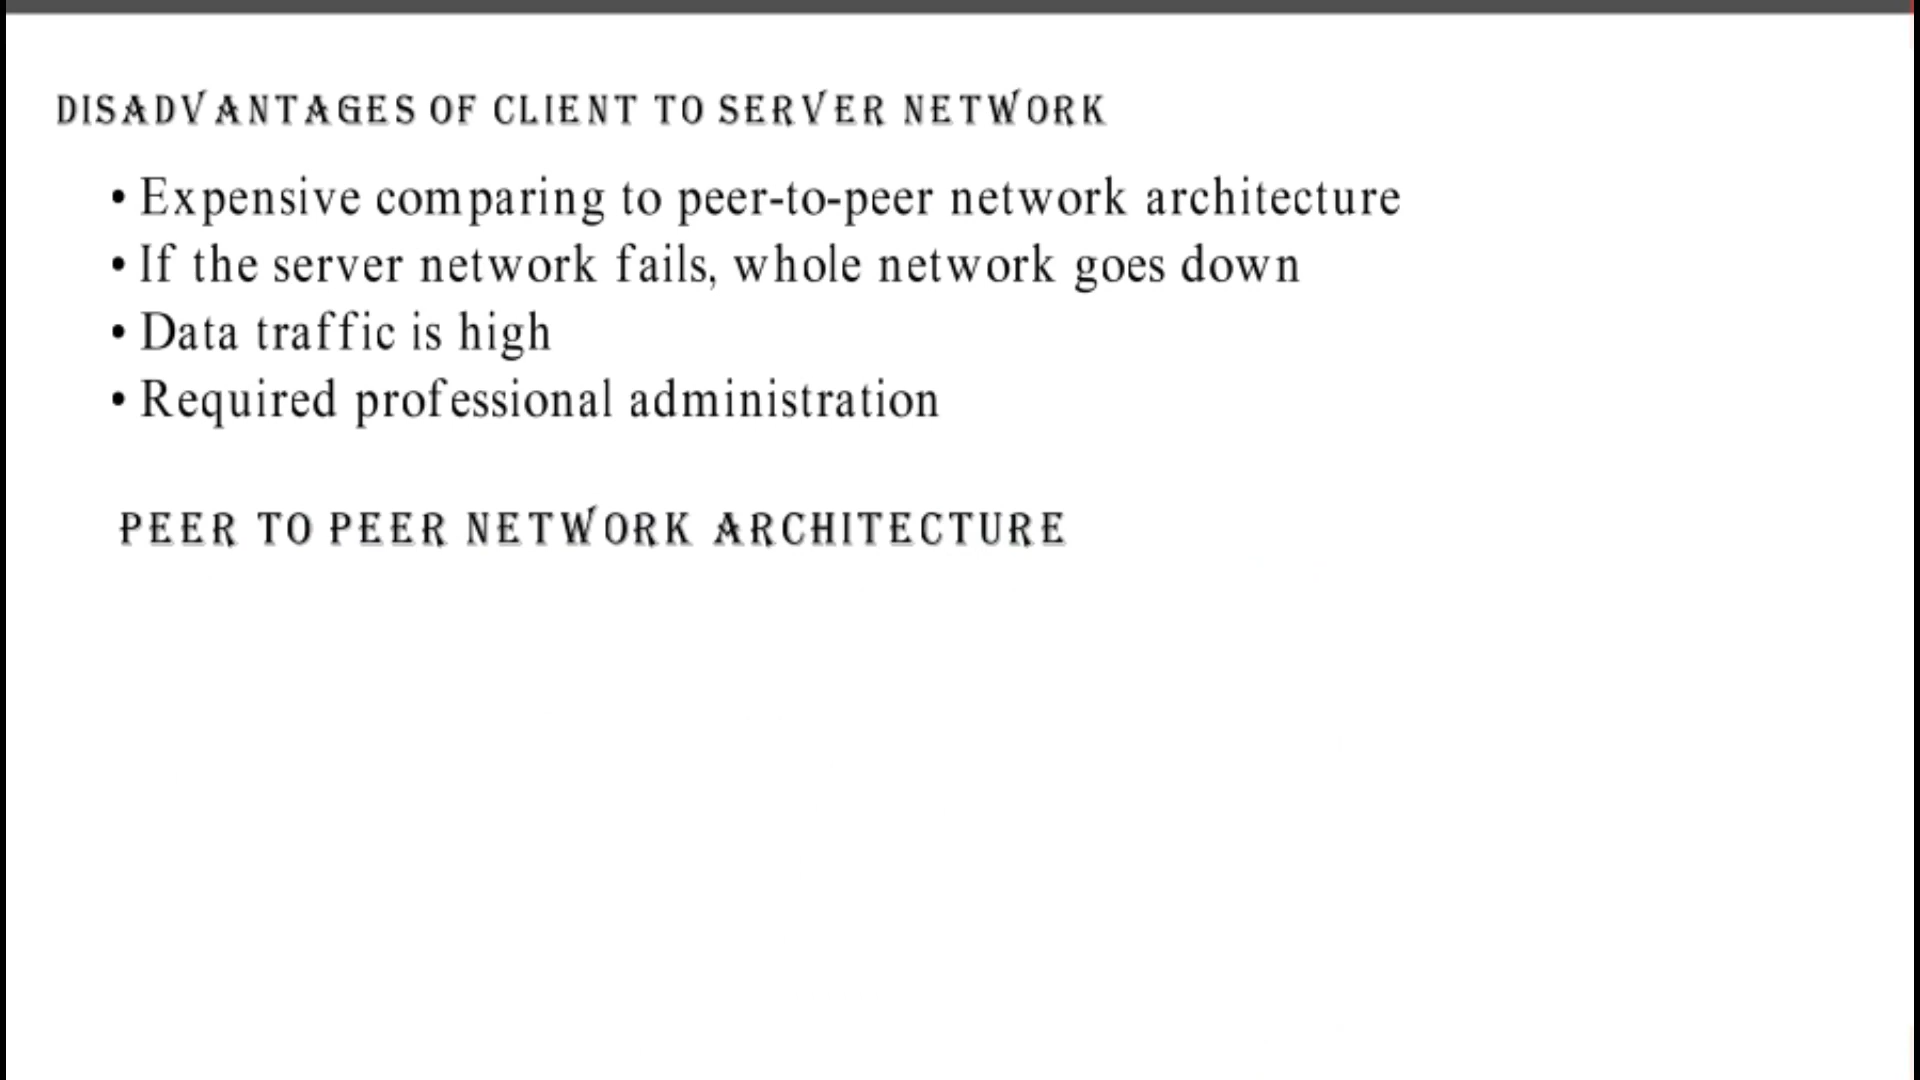 DISADVANTAGES OF CLIENT TO SERVER NETWORK
• Expensive comparing to peer-to-peer network architecture
• If the server network fails, whole network goes down
• Data traffic is high
• Required professional administration
PEER TO PEER NETWORK ARCHITECTURE